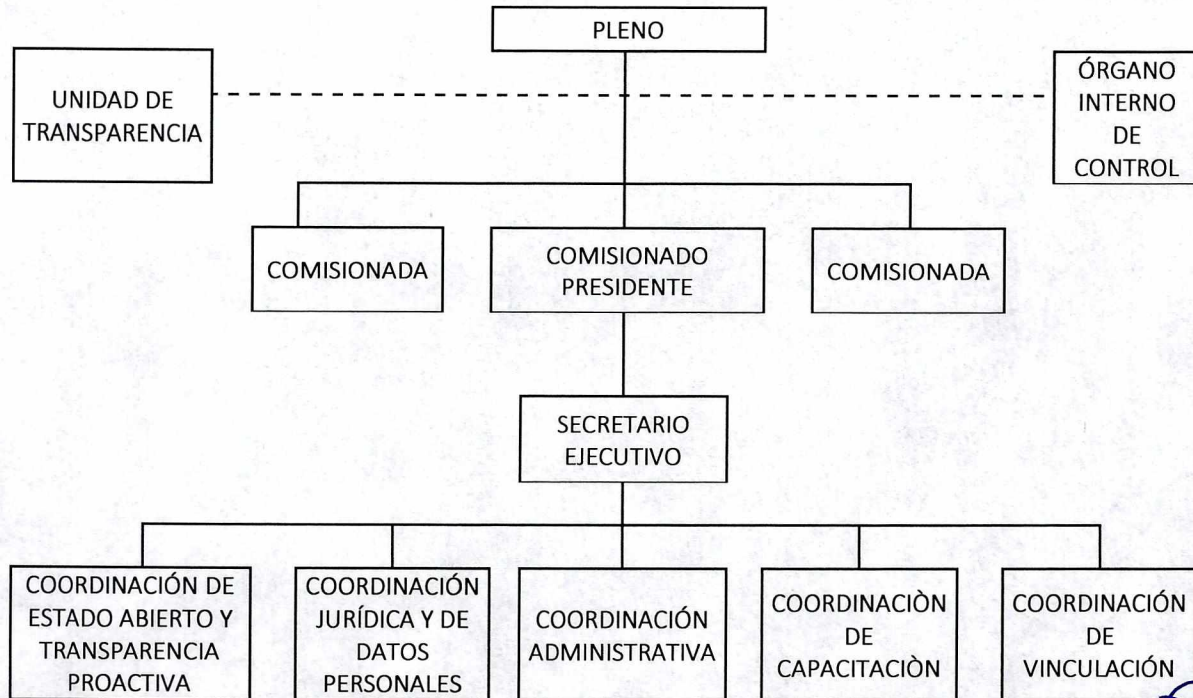 PLENO
UNIDAD DE
TRANSPARENCIA
ÓRGANO
INTERNO
DE
CONTROL
COMISIONADA
COMISIONADO
PRESIDENTE
COMISIONADA
SECRETARIO
EJECUTIVO
COORDINACIÓN DE
ESTADO ABIERTO Y
TRANSPARENCIA
PROACTIVA
COORDINACIÓN
JURÍDICA Y DE
DATOS
PERSONALES
COORDINACIÓN
ADMINISTRATIVA
COORDINACIÒN
DE
CAPACITACIÒN
COORDINACIÓN
DE
VINCULACIÓN